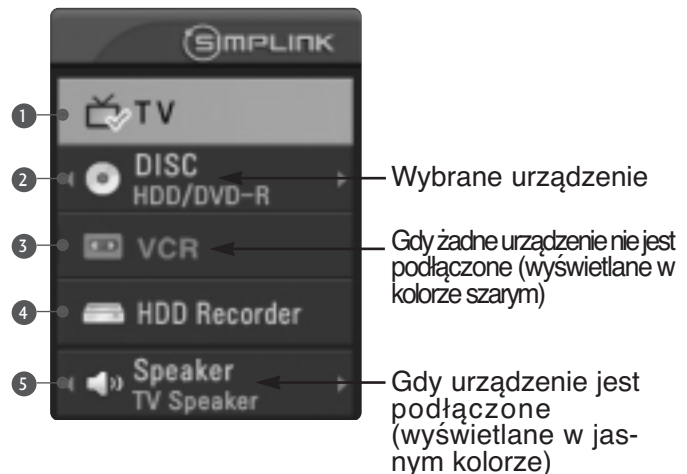 SIMPLINK
1 TV
2 DISC
HDD/DVD-R
Wybrane urządzenie
3 VCR
Gdy żadne urządzenie nie jest
podłączone (wyświetlane w
kolorze szarym)
4 HDD Recorder
5 Speaker
TV Speaker
Gdy urządzenie jest
podłączone
(wyświetlane w jas-
nym kolorze)